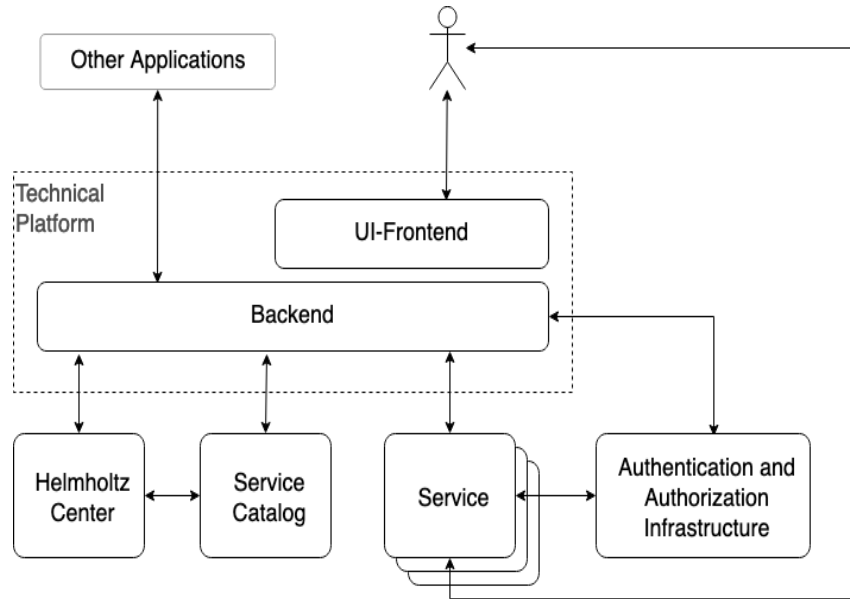 Other Applications
Technical
Platform
UI-Frontend
Backend
Helmholtz
Center
Service
Catalog
Service
Authentication and
Authorization
Infrastructure